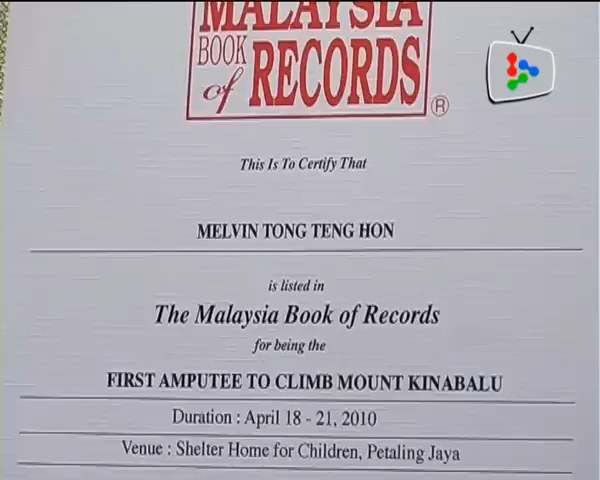 MALAYSIA
BOOK
of RECORDS
®
This Is To Certify That
MELVIN TONG TENG HON
is listed in
The Malaysia Book of Records
for being the
FIRST AMPUTEE TO CLIMB MOUNT KINABALU
Duration : April 18 - 21, 2010
Venue : Shelter Home for Children, Petaling Jaya